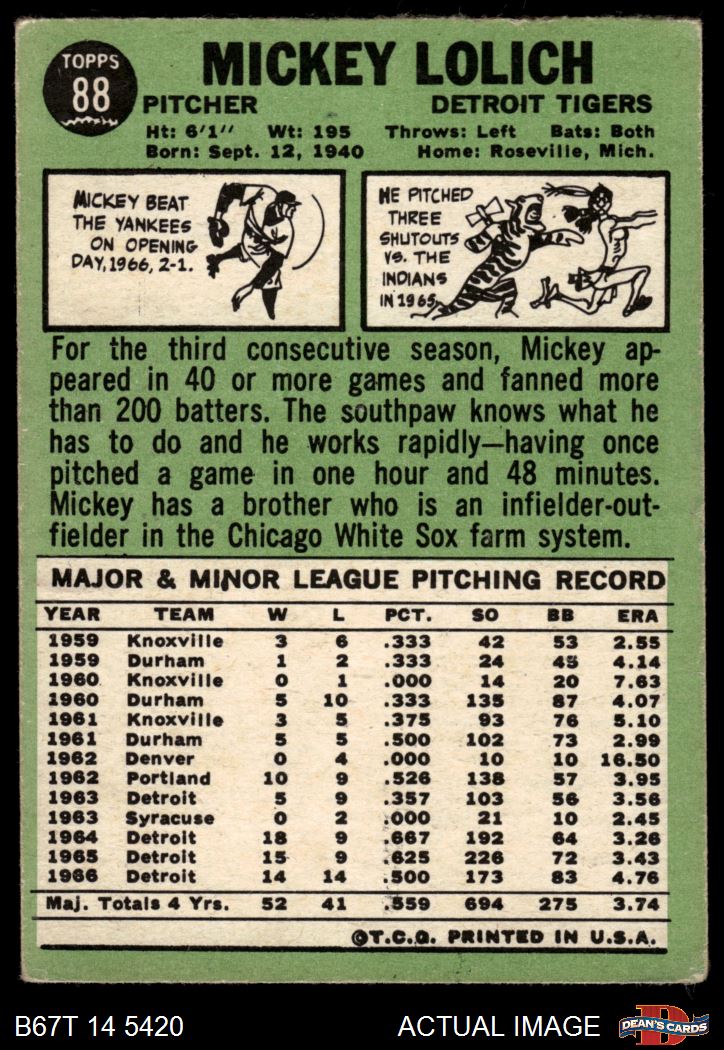 TOPPS
88
MICKEY LOLICH
PITCHER DETROIT TIGERS
Ht: 6'1" Wt: 195 Throws: Left Bats: Both
Born: Sept. 12, 1940 Home: Roseville, Mich.
MICKEY BEAT
THE YANKEES
ON OPENING
DAY, 1966, 2-1.
HE PITCHED
THREE
SHUTOUTS
VS. THE
INDIANS
IN 1965.
For the third consecutive season, Mickey ap-
peared in 40 or more games and fanned more
than 200 batters. The southpaw knows what he
has to do and he works rapidly—having once
pitched a game in one hour and 48 minutes.
Mickey has a brother who is an infielder-out-
fielder in the Chicago White Sox farm system.
MAJOR & MINOR LEAGUE PITCHING RECORD
YEAR TEAM W L PCT. SO BB ERA
1959 Knoxville 3 6 .333 42 53 2.55
1959 Durham 1 2 .333 24 45 4.14
1960 Knoxville 0 1 .000 14 20 7.63
1960 Durham 5 10 .333 135 87 4.07
1961 Knoxville 3 5 .375 93 76 5.10
1961 Durham 5 5 .500 102 73 2.99
1962 Denver 0 4 .000 10 10 16.50
1962 Portland 10 9 .526 138 57 3.95
1963 Detroit 5 9 .357 103 56 3.56
1963 Syracuse 0 2 .000 21 10 2.45
1964 Detroit 18 9 .667 192 64 3.26
1965 Detroit 15 9 .625 226 72 3.43
1966 Detroit 14 14 .500 173 83 4.76
Maj. Totals 4 Yrs. 52 41 .559 694 275 3.74
©T.C.G. PRINTED IN U.S.A.
B67T 14 5420 ACTUAL IMAGE
D
DEAN'S CARDS